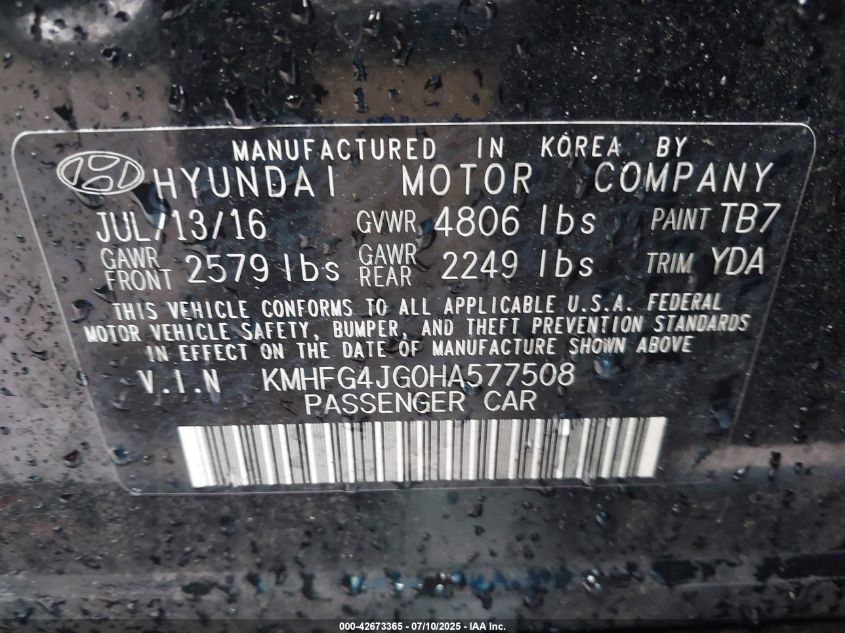 MANUFACTURED IN KOREA BY
HYUNDAI MOTOR COMPANY
JUL/13/16 GVWR 4806 lbs PAINT TB7
GAWR FRONT 2579 lbs GAWR REAR 2249 lbs TRIM YDA
THIS VEHICLE CONFORMS TO ALL APPLICABLE U.S.A. FEDERAL
MOTOR VEHICLE SAFETY, BUMPER, AND THEFT PREVENTION STANDARDS
IN EFFECT ON THE DATE OF MANUFACTURE SHOWN ABOVE
V.I.N KMHFG4JG0HA577508
PASSENGER CAR
000-42673365 - 07/10/2025 - © IAA Inc.